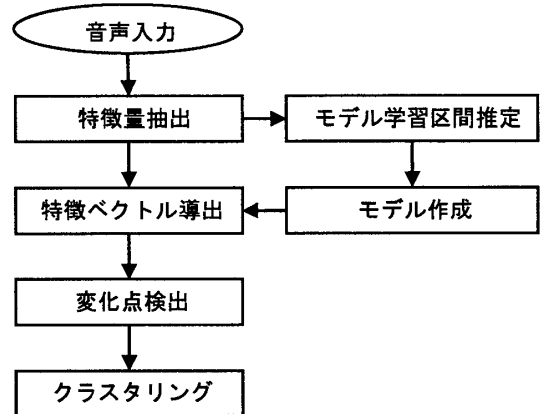 音声入力
特徴量抽出
モデル学習区間推定
特徴ベクトル導出
モデル作成
変化点検出
クラスタリング